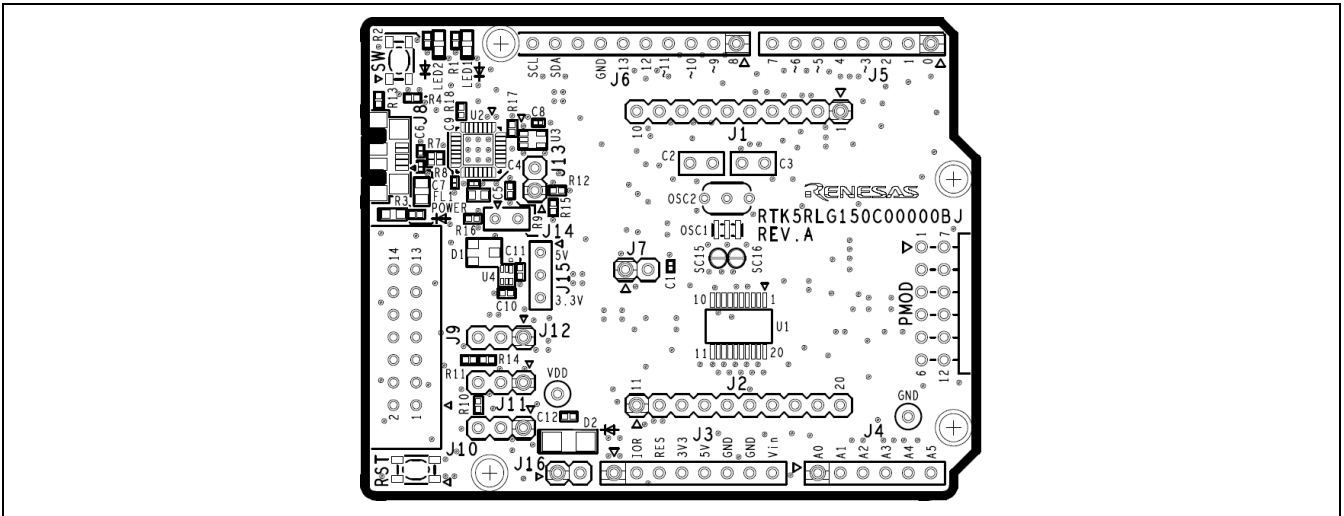 R2
SW
LED2
R1
LED1
SCL
SDA
GND
13
12
~11
~10
~9
8
J6
7
~6
~5
4
~3
2
1
0
J5
R13
R4
J8
R18
U2
R17
C8
U3
C9
C6
R7
R8
C4
J13
R12
10
J1
1
C2
C3
C7
FL1
POWER
R3
C5
R9
R15
R16
J14
OSC2
RENESAS
RTK5RLG150C00000BJ
REV.A
OSC1
SC15
SC16
D1
C11
U4
C10
5V
J15
3.3V
J7
C1
1
7
PMOD
6
12
14
13
2
1
10
1
U1
11
20
J9
J12
R14
R11
J11
R10
J10
VDD
C12
D2
11
J2
20
GND
RST
J16
J3
IOR
RES
3V3
5V
GND
GND
Vin
J4
A0
A1
A2
A3
A4
A5